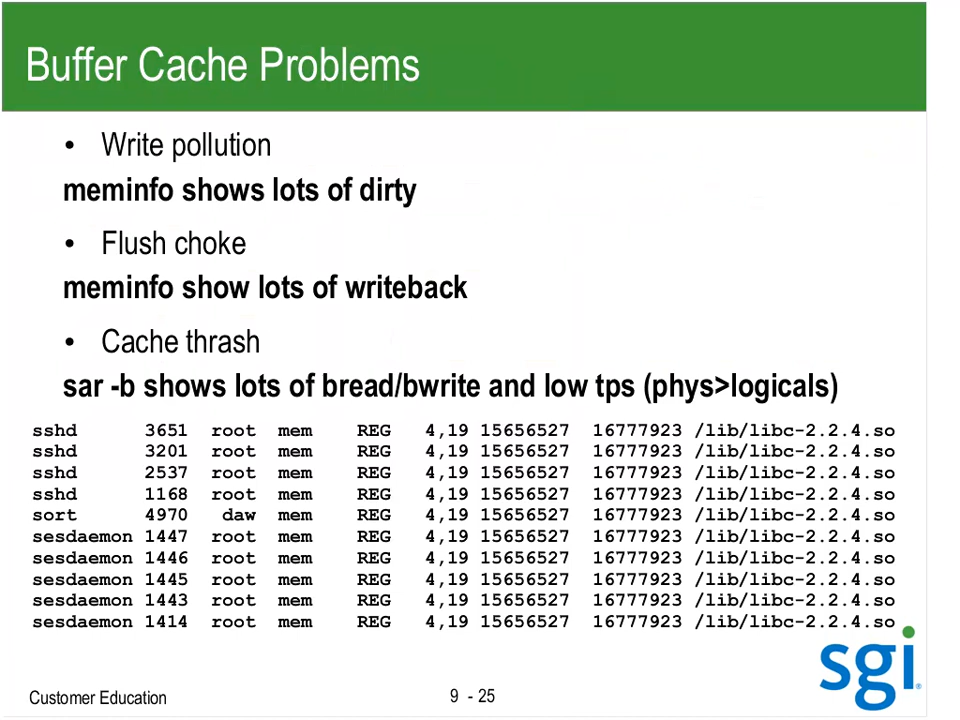 Buffer Cache Problems
• Write pollution
meminfo shows lots of dirty
• Flush choke
meminfo show lots of writeback
• Cache thrash
sar -b shows lots of bread/bwrite and low tps (phys>logicals)
sshd 3651 root mem REG 4,19 15656527 16777923 /lib/libc-2.2.4.so
sshd 3201 root mem REG 4,19 15656527 16777923 /lib/libc-2.2.4.so
sshd 2537 root mem REG 4,19 15656527 16777923 /lib/libc-2.2.4.so
sshd 1168 root mem REG 4,19 15656527 16777923 /lib/libc-2.2.4.so
sort 4970 daw mem REG 4,19 15656527 16777923 /lib/libc-2.2.4.so
sesdaemon 1447 root mem REG 4,19 15656527 16777923 /lib/libc-2.2.4.so
sesdaemon 1446 root mem REG 4,19 15656527 16777923 /lib/libc-2.2.4.so
sesdaemon 1445 root mem REG 4,19 15656527 16777923 /lib/libc-2.2.4.so
sesdaemon 1443 root mem REG 4,19 15656527 16777923 /lib/libc-2.2.4.so
sesdaemon 1414 root mem REG 4,19 15656527 16777923 /lib/libc-2.2.4.so
sgi®
Customer Education
9 - 25